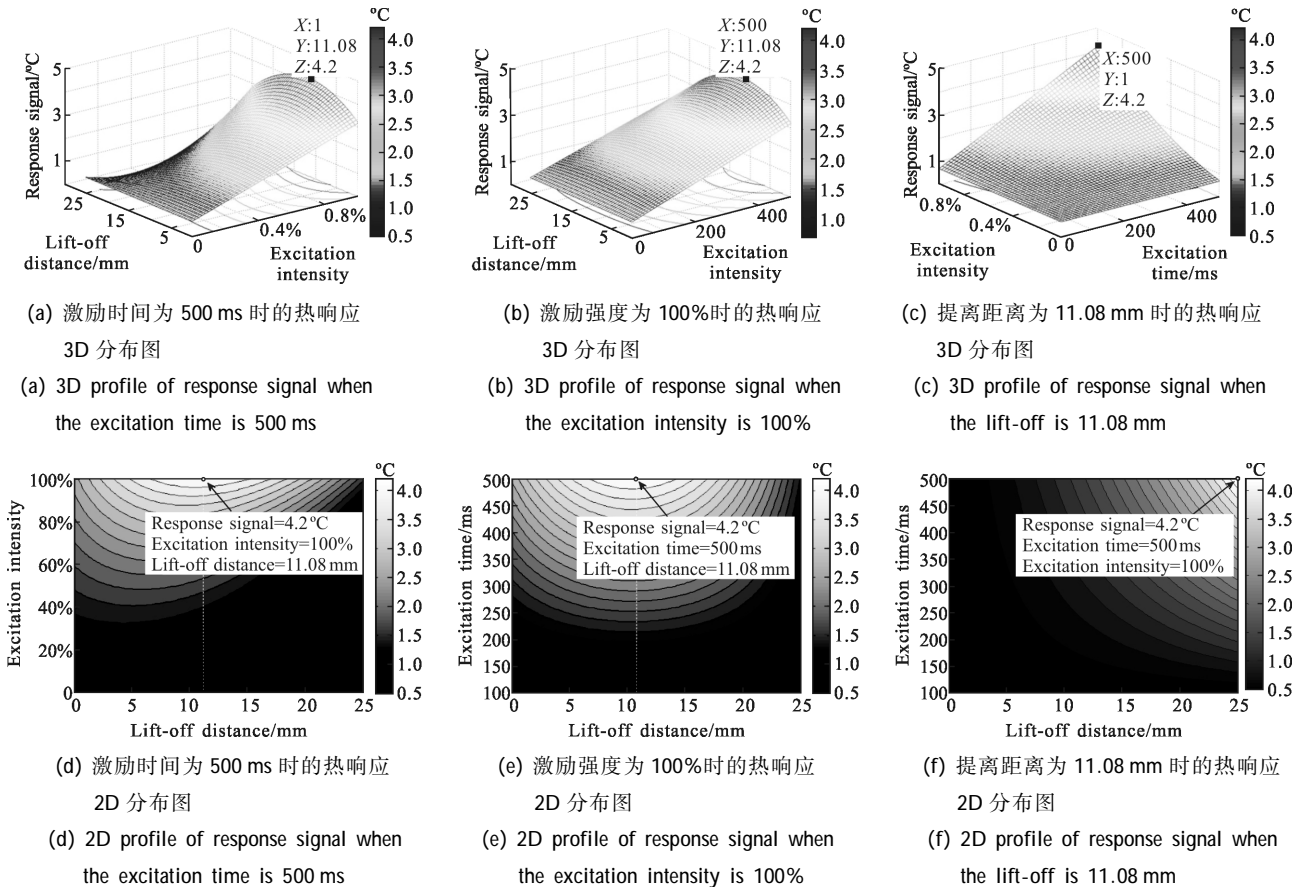 ºC
X:1
Y:11.08
Z:4.2
4.0
3.5
3.0
2.5
2.0
1.5
1.0
0.5
Response signal/ºC
5
3
1
25
15
5
0
0.4%
0.8%
Lift-off
distance/mm
Excitation
intensity
(a) 激励时间为 500 ms 时的热响应
3D 分布图
(a) 3D profile of response signal when
the excitation time is 500 ms
ºC
X:500
Y:11.08
Z:4.2
4.0
3.5
3.0
2.5
2.0
1.5
1.0
Response signal/ºC
5
3
1
25
15
5
0
200
400
Lift-off
distance/mm
Excitation
intensity
(b) 激励强度为 100%时的热响应
3D 分布图
(b) 3D profile of response signal when
the excitation intensity is 100%
ºC
X:500
Y:1
Z:4.2
4.0
3.5
3.0
2.5
2.0
1.5
1.0
0.5
Response signal/ºC
5
3
1
0.8%
0.4%
0
0
200
400
Excitation
intensity
Excitation
time/ms
(c) 提离距离为 11.08 mm 时的热响应
3D 分布图
(c) 3D profile of response signal when
the lift-off is 11.08 mm
ºC
100%
80%
60%
40%
20%
0
Excitation intensity
Response signal=4.2ºC
Excitation intensity=100%
Lift-off distance=11.08 mm
4.0
3.5
3.0
2.5
2.0
1.5
1.0
0.5
0
5
10
15
20
25
Lift-off distance/mm
(d) 激励时间为 500 ms 时的热响应
2D 分布图
(d) 2D profile of response signal when
the excitation time is 500 ms
ºC
500
450
400
350
300
250
200
150
100
Excitation time/ms
Response signal=4.2ºC
Excitation time=500ms
Lift-off distance=11.08mm
4.0
3.5
3.0
2.5
2.0
1.5
1.0
0.5
0
5
10
15
20
25
Lift-off distance/mm
(e) 激励强度为 100%时的热响应
2D 分布图
(e) 2D profile of response signal when
the excitation intensity is 100%
ºC
500
450
400
350
300
250
200
150
100
Excitation time/ms
Response signal=4.2ºC
Excitation time=500ms
Excitation intensity=100%
4.0
3.5
3.0
2.5
2.0
1.5
1.0
0.5
0
5
10
15
20
25
Lift-off distance/mm
(f) 提离距离为 11.08 mm 时的热响应
2D 分布图
(f) 2D profile of response signal when
the lift-off is 11.08 mm